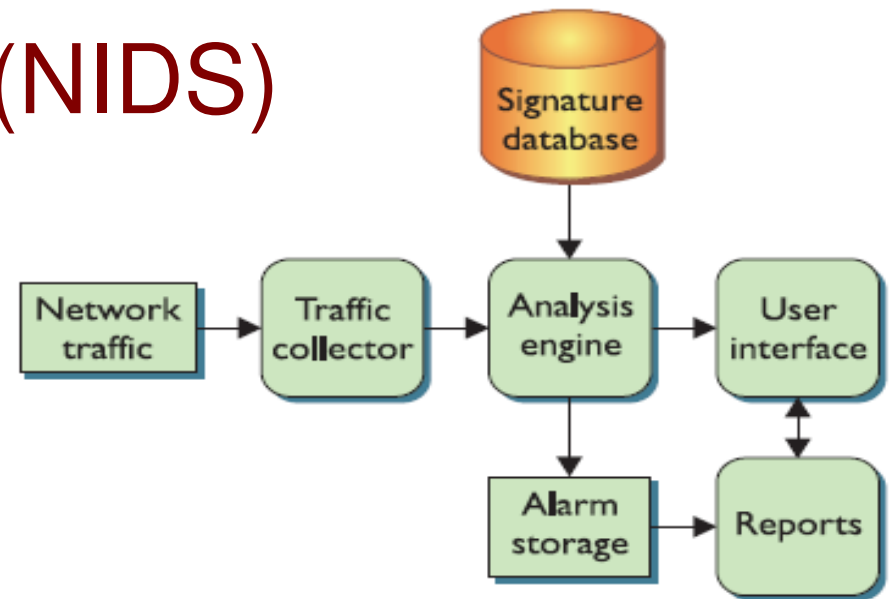 (NIDS)
Signature
database
Network
traffic
Traffic
collector
Analysis
engine
User
interface
Alarm
storage
Reports